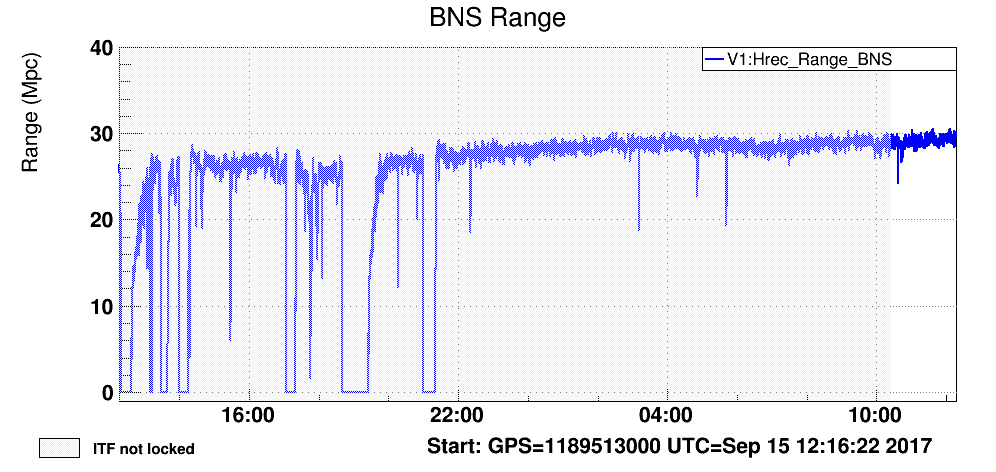 BNS Range
Range (Mpc)
V1:Hrec_Range_BNS
40
30
20
10
0
16:00 22:00 04:00 10:00
ITF not locked
Start: GPS=1189513000 UTC=Sep 15 12:16:22 2017